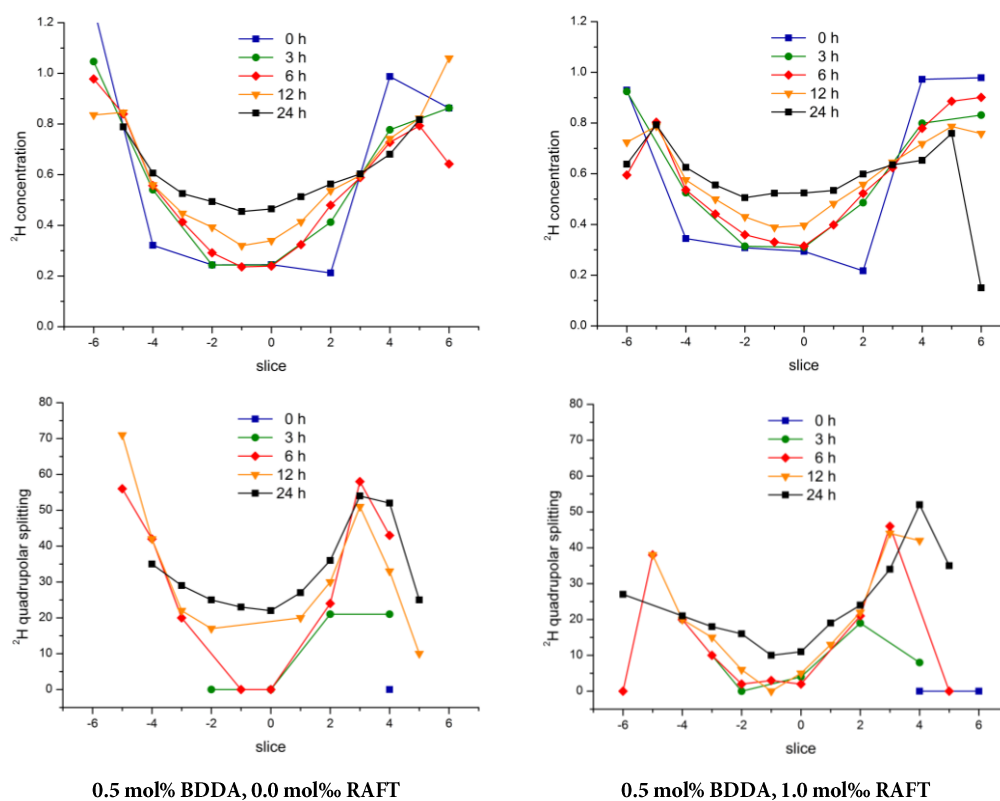 1.2
1.0
0.8
0.6
0.4
0.2
0.0
²H concentration
-6 -4 -2 0 2 4 6
slice
0 h
3 h
6 h
12 h
24 h
1.2
1.0
0.8
0.6
0.4
0.2
0.0
²H concentration
-6 -4 -2 0 2 4 6
slice
0 h
3 h
6 h
12 h
24 h
80
70
60
50
40
30
20
10
0
²H quadrupolar splitting
-6 -4 -2 0 2 4 6
slice
0 h
3 h
6 h
12 h
24 h
80
70
60
50
40
30
20
10
0
²H quadrupolar splitting
-6 -4 -2 0 2 4 6
slice
0 h
3 h
6 h
12 h
24 h
0.5 mol% BDDA, 0.0 mol‰ RAFT
0.5 mol% BDDA, 1.0 mol‰ RAFT